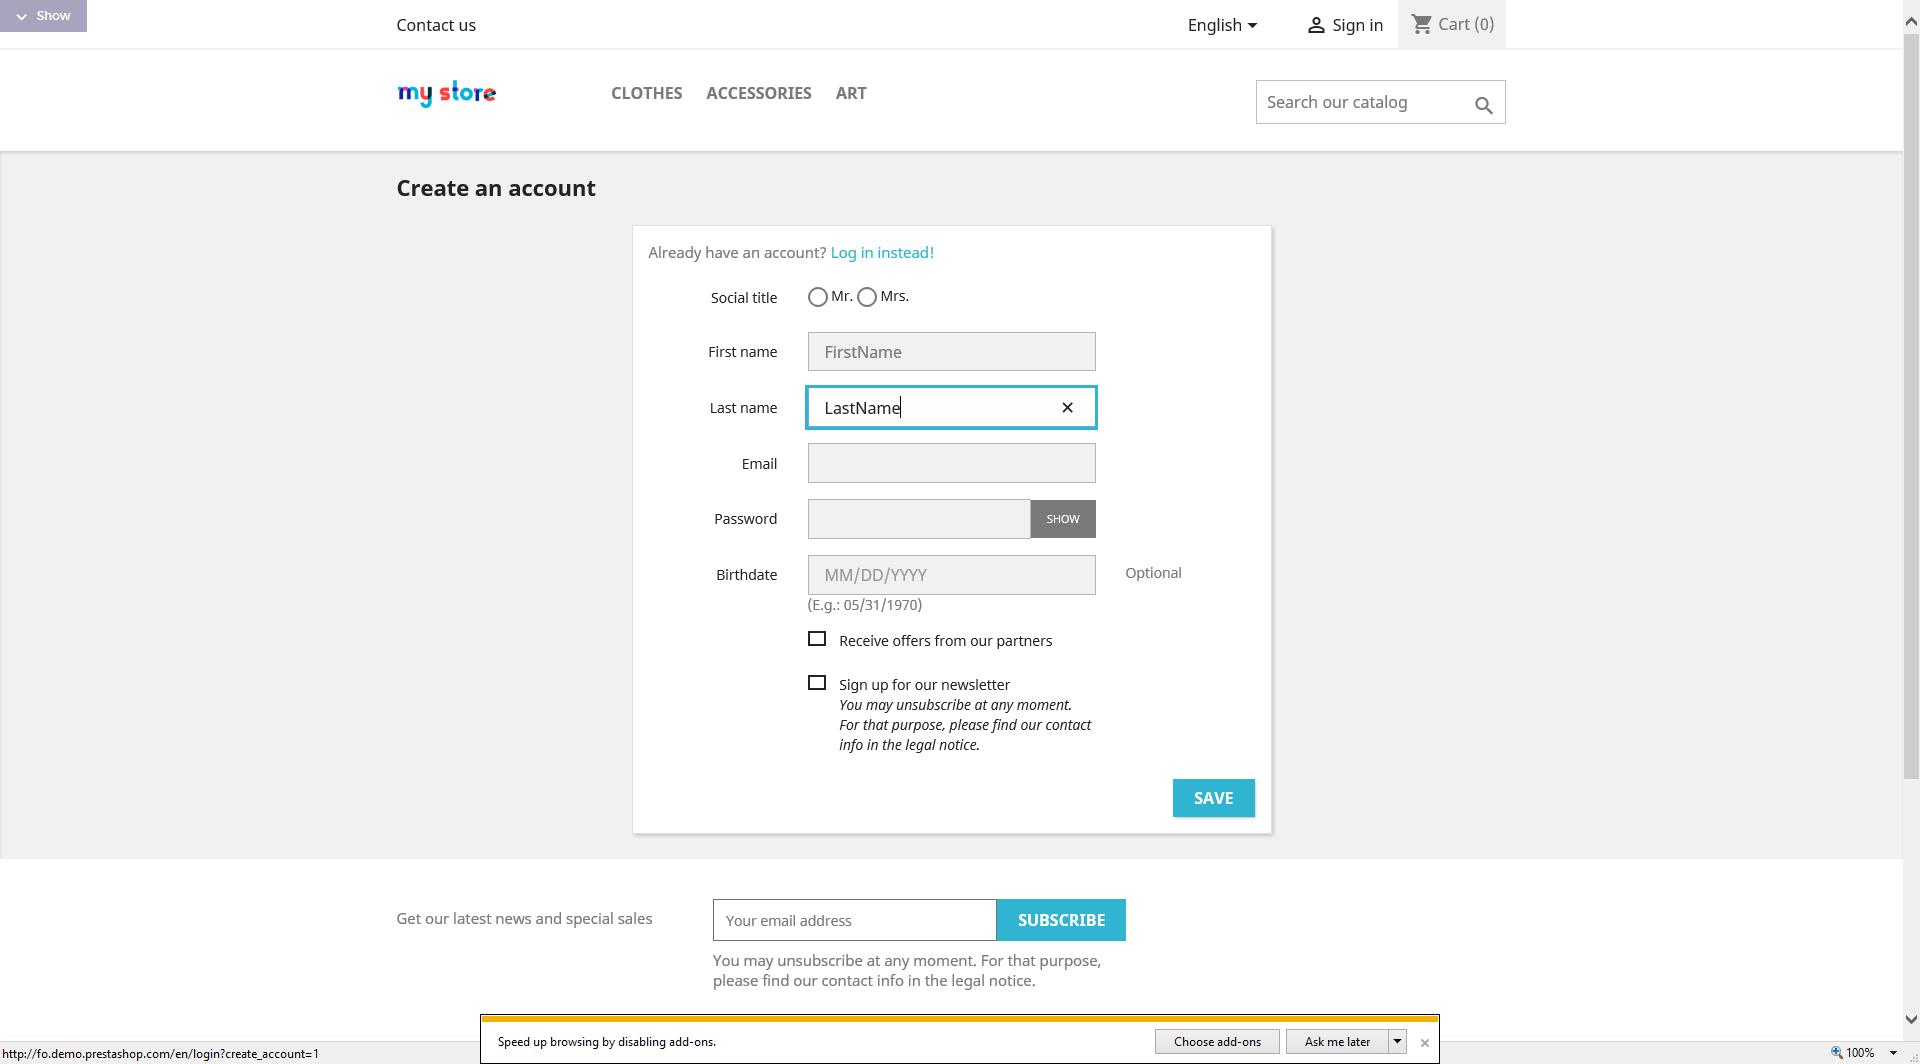 Show
Contact us
English
Sign in
Cart (0)
my store
CLOTHES
ACCESSORIES
ART
Search our catalog
Create an account
Already have an account? Log in instead!
Social title
Mr.
Mrs.
First name
FirstName
Last name
LastName
Email
Password
SHOW
Birthdate
MM/DD/YYYY
Optional
(E.g.: 05/31/1970)
Receive offers from our partners
Sign up for our newsletter
You may unsubscribe at any moment.
For that purpose, please find our contact
info in the legal notice.
SAVE
Get our latest news and special sales
Your email address
SUBSCRIBE
You may unsubscribe at any moment. For that purpose,
please find our contact info in the legal notice.
Speed up browsing by disabling add-ons.
Choose add-ons
Ask me later
http://fo.demo.prestashop.com/en/login?create_account=1
100%